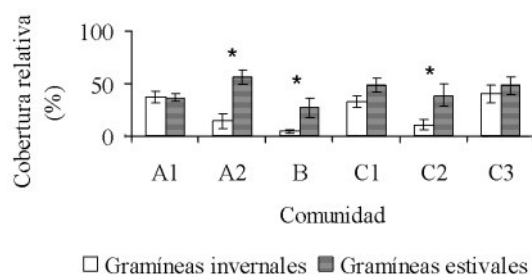 Cobertura relativa
(%)
100
50
0
*
*
*
A1 A2 B C1 C2 C3
Comunidad
Gramíneas invernales Gramíneas estivales